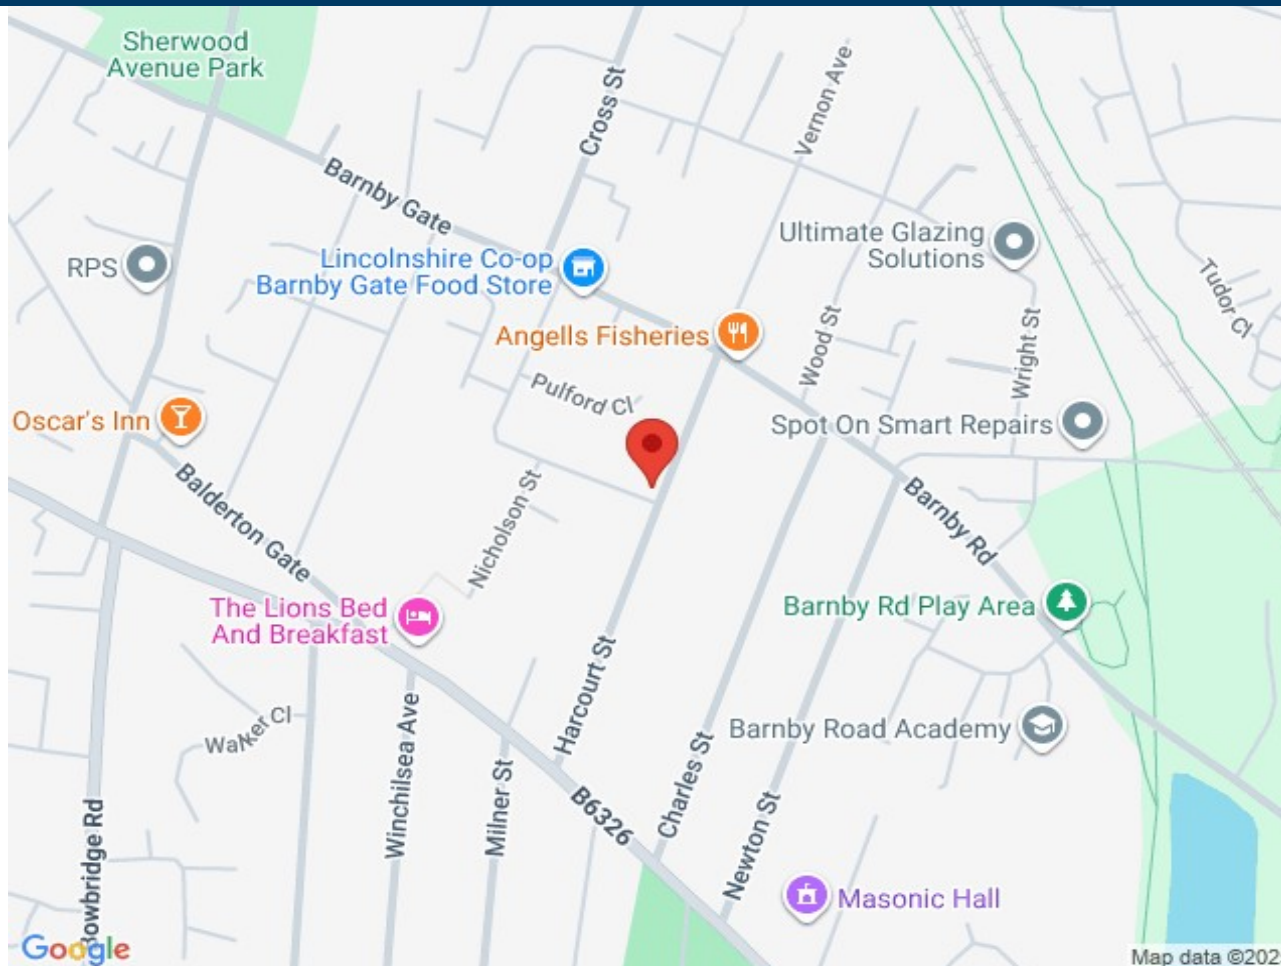 Sherwood
Avenue Park
Cross St
Vernon Ave
Barnby Gate
Ultimate Glazing
Solutions
RPS
Lincolnshire Co-op
Barnby Gate Food Store
Tudor Cl
Angells Fisheries
Wood St
Wright St
Pulford Cl
Oscar's Inn
Spot On Smart Repairs
Balderton Gate
Nicholson St
Barnby Rd
The Lions Bed
And Breakfast
Barnby Rd Play Area
Harcourt St
Walker Cl
Winchilsea Ave
Milner St
Barnby Road Academy
B6326
Charles St
Newton St
Bowbridge Rd
Masonic Hall
Google
Map data ©202